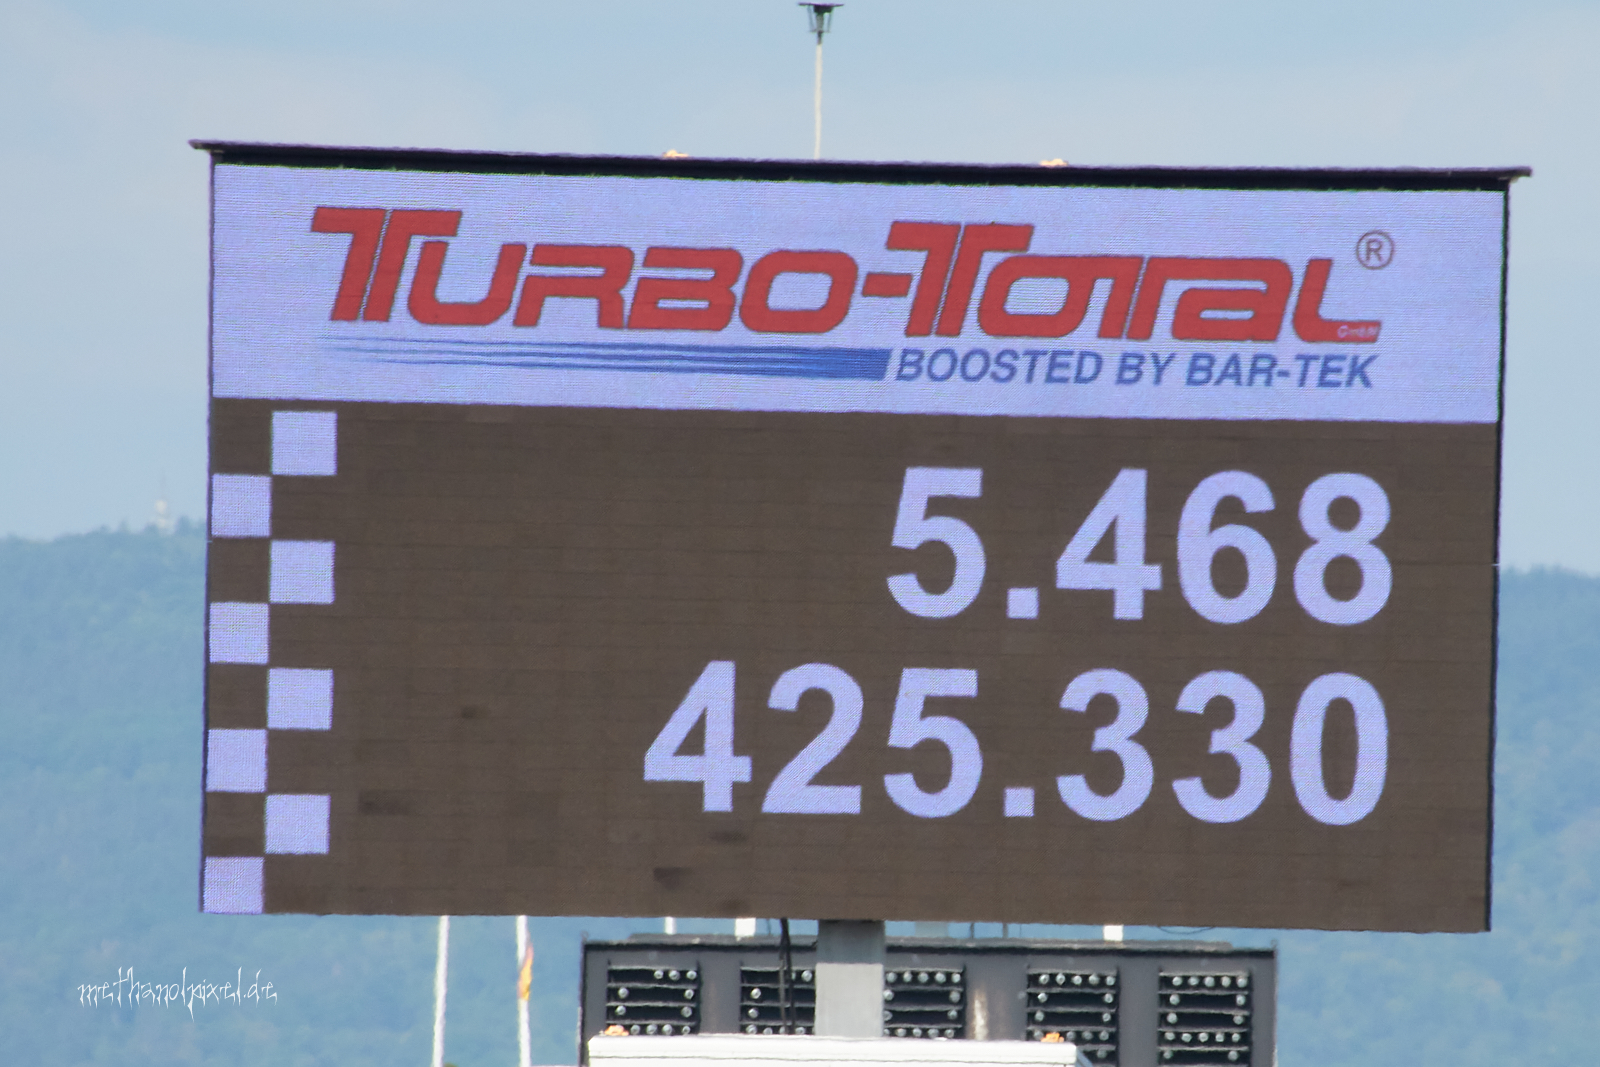 TURBO-TOTAL®
GmbH
BOOSTED BY BAR-TEK
5.468
425.330
methanolpixel.de